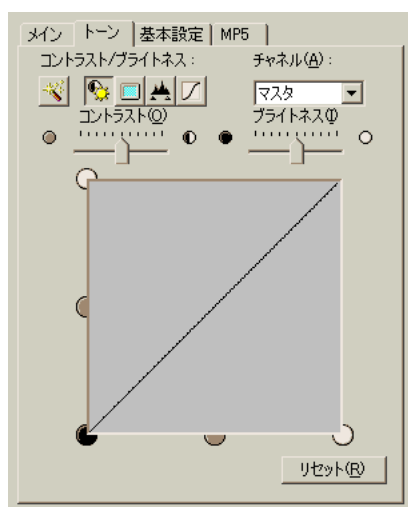 メイン トーン 基本設定 MP5
コントラスト/ブライトネス: チャネル(A):
マスタ
コントラスト(O) ブライトネス(I)
リセット(R)